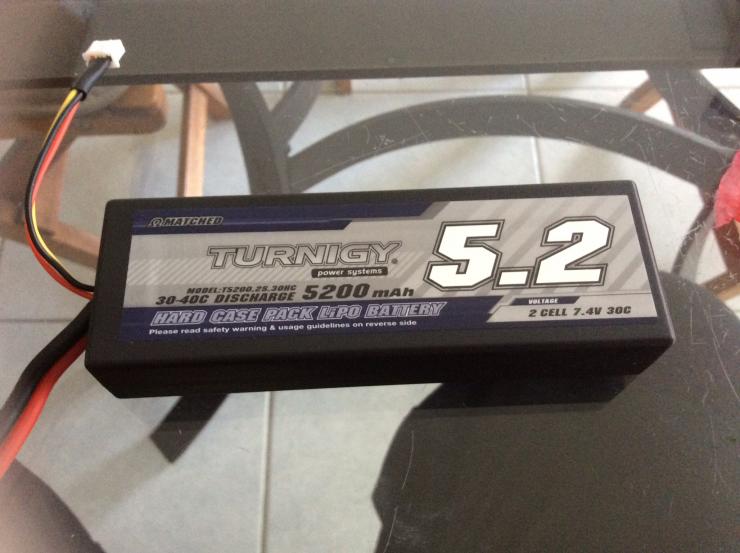 MATCHED
TURNIGY®
power systems
5.2
MODEL:T5200.2S.30HC
30-40C DISCHARGE 5200 mAh
HARD CASE PACK LiPO BATTERY
Please read safety warning & usage guidelines on reverse side
VOLTAGE
2 CELL 7.4V 30C